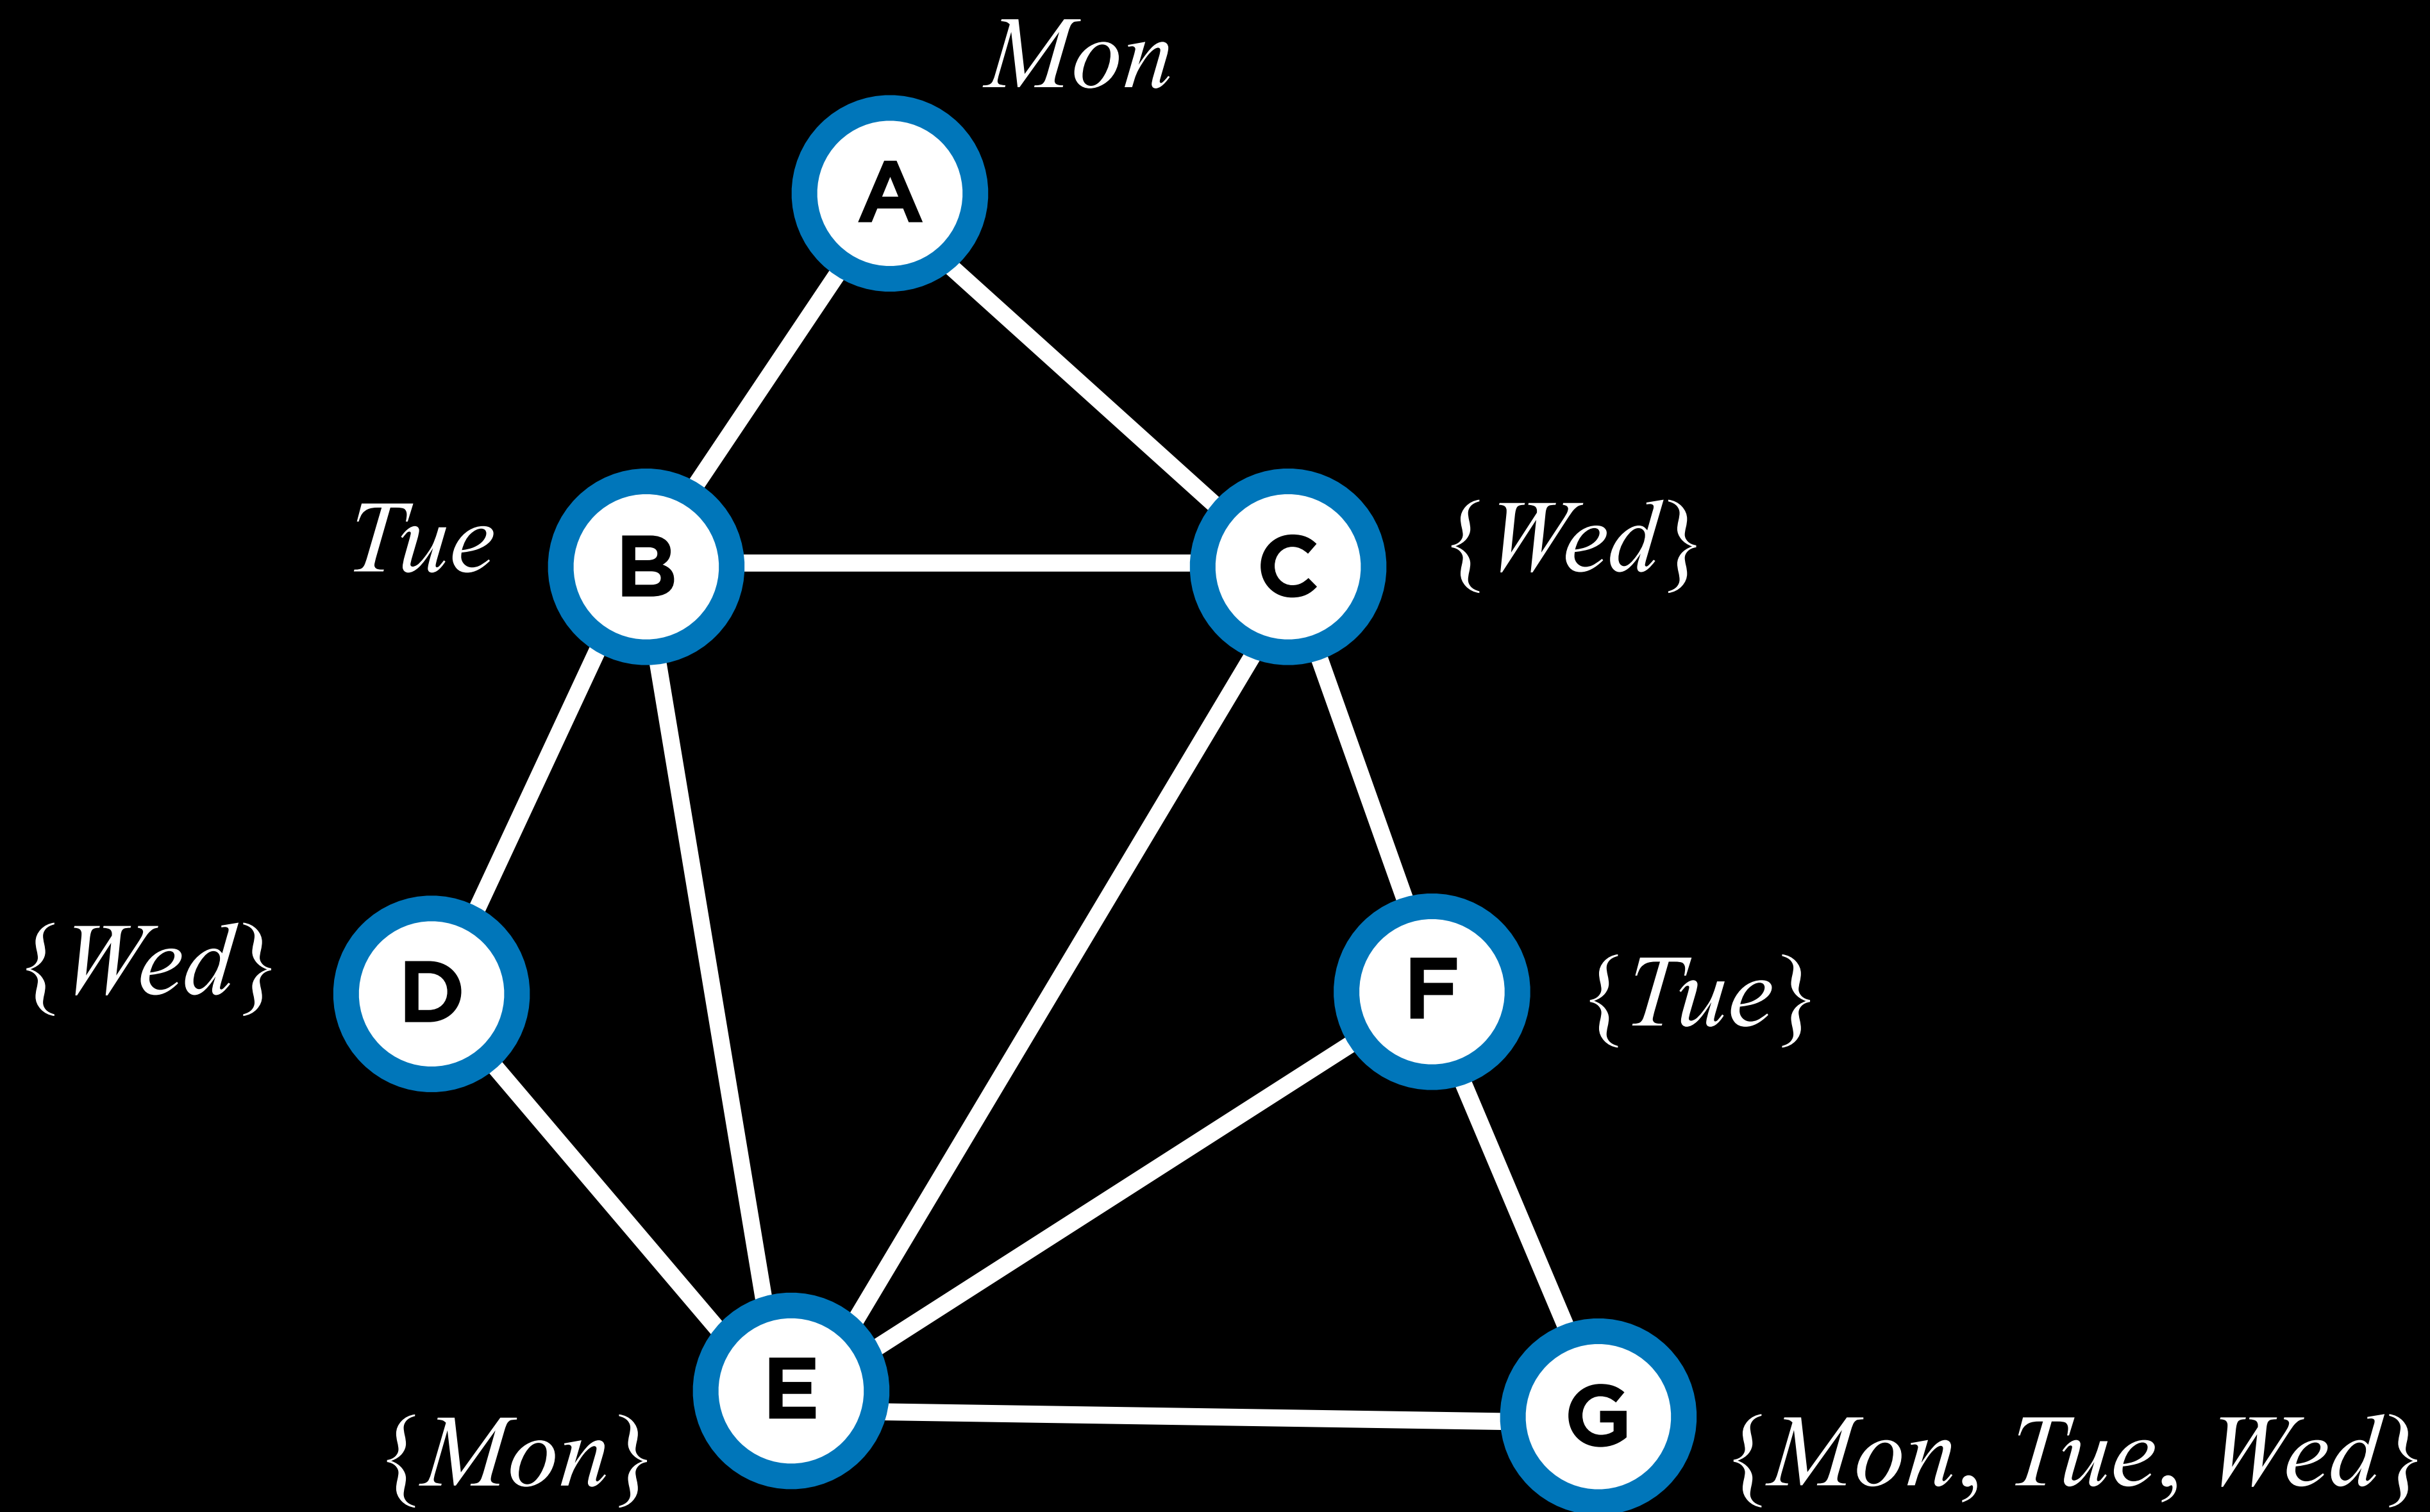 Mon
A
Tue
B
C
{Wed}
{Wed}
D
F
{Tue}
E
G
{Mon}
{Mon, Tue, Wed}